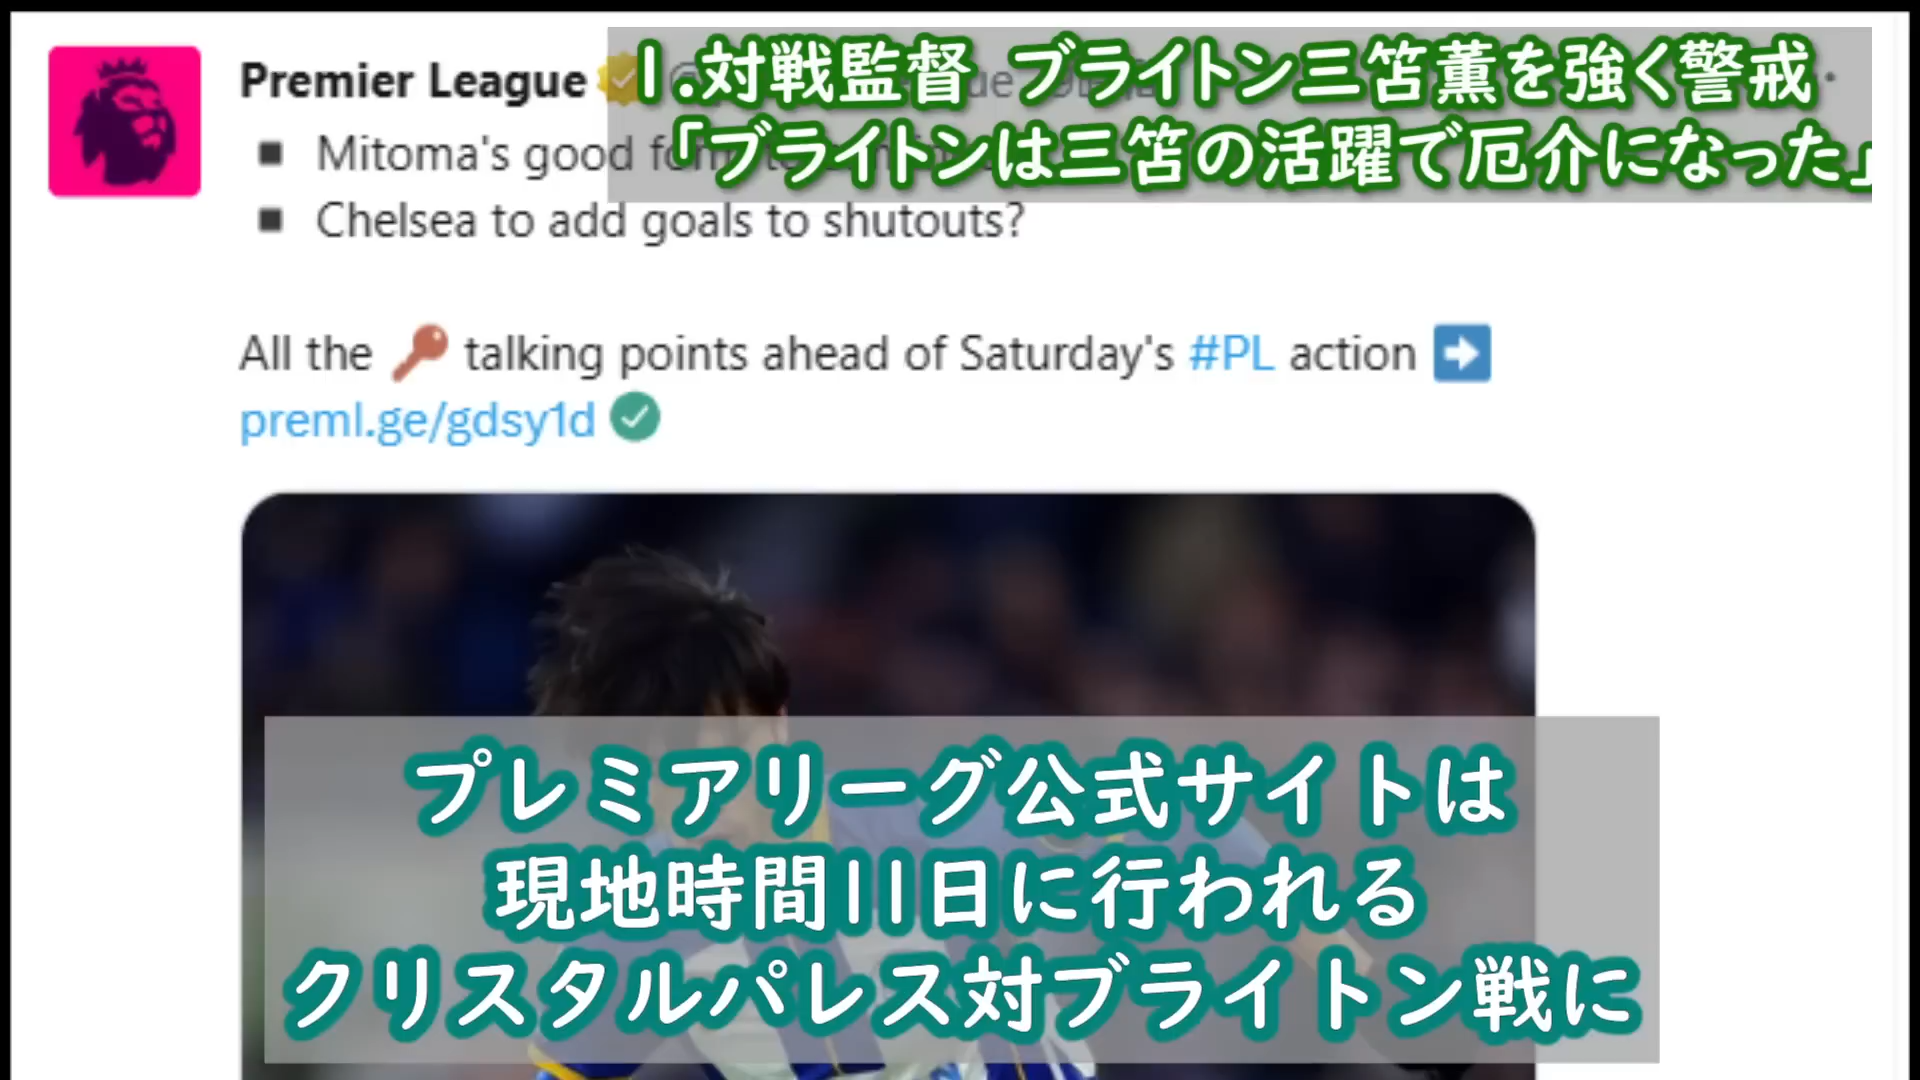 Premier League
1.対戦監督 ブライトン三笘薫を強く警戒
「ブライトンは三笘の活躍で厄介になった」
Mitoma's good
Chelsea to add goals to shutouts?
All the talking points ahead of Saturday's #PL action
preml.ge/gdsy1d
プレミアリーグ公式サイトは
現地時間11日に行われる
クリスタルパレス対ブライトン戦に